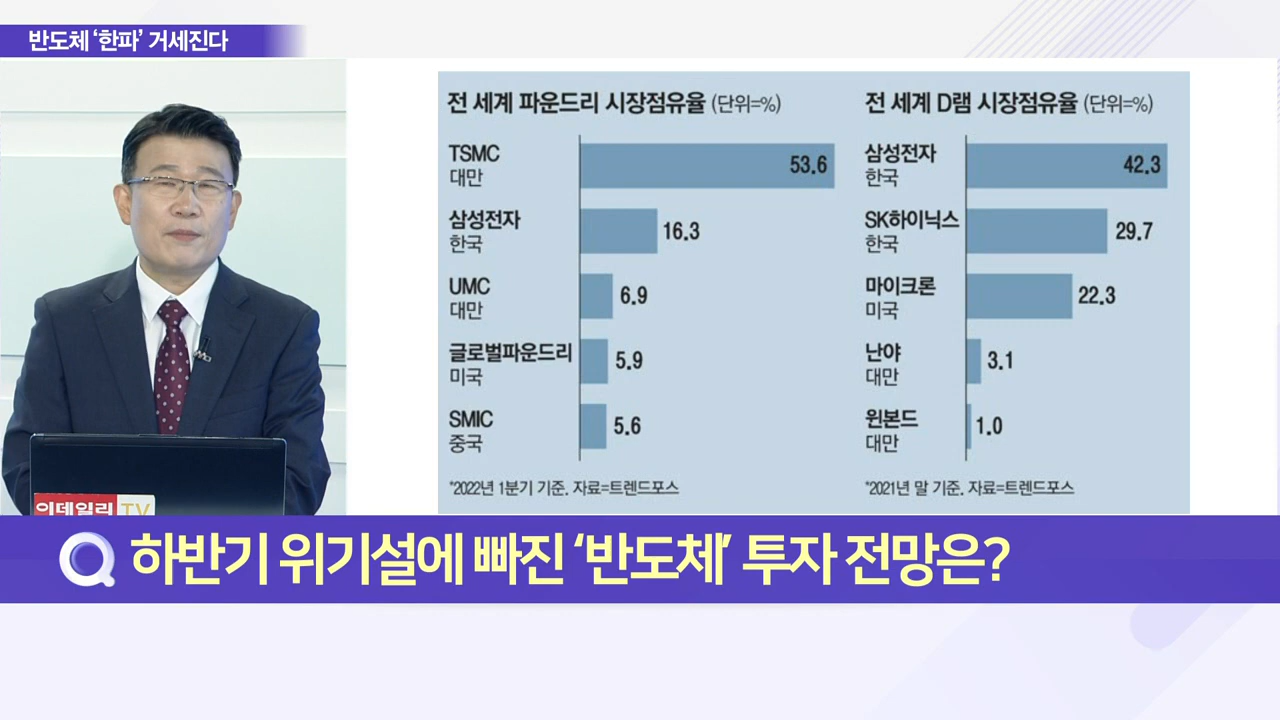 반도체 ‘한파’ 거세진다
전 세계 파운드리 시장점유율 (단위=%)
TSMC
대만
53.6
삼성전자
한국
16.3
UMC
대만
6.9
글로벌파운드리
미국
5.9
SMIC
중국
5.6
*2022년 1분기 기준. 자료=트렌드포스
전 세계 D램 시장점유율 (단위=%)
삼성전자
한국
42.3
SK하이닉스
한국
29.7
마이크론
미국
22.3
난야
대만
3.1
윈본드
대만
1.0
*2021년 말 기준. 자료=트렌드포스
이데일리 TV
Q 하반기 위기설에 빠진 ‘반도체’ 투자 전망은?